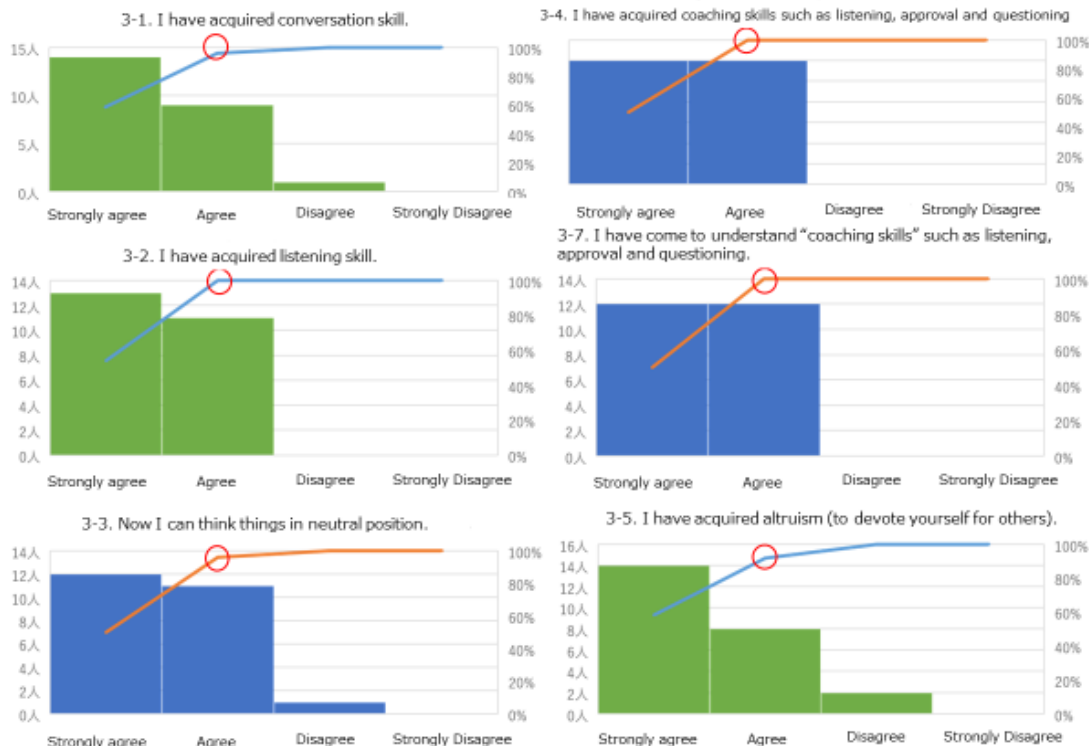 3-1. I have acquired conversation skill.
15人
10人
5人
0人
100%
80%
60%
40%
20%
0%
Strongly agree
Agree
Disagree
Strongly Disagree
3-4. I have acquired coaching skills such as listening, approval and questioning
100%
80%
60%
40%
20%
0%
Strongly agree
Agree
Disagree
Strongly Disagree
3-2. I have acquired listening skill.
14人
12人
10人
8人
6人
4人
2人
0人
100%
80%
60%
40%
20%
0%
Strongly agree
Agree
Disagree
Strongly Disagree
3-7. I have come to understand “coaching skills” such as listening,
approval and questioning.
14人
12人
10人
8人
6人
4人
2人
0人
100%
80%
60%
40%
20%
0%
Strongly agree
Agree
Disagree
Strongly Disagree
3-3. Now I can think things in neutral position.
14人
12人
10人
8人
6人
4人
2人
0人
100%
80%
60%
40%
20%
0%
Strongly agree
Agree
Disagree
Strongly Disagree
3-5. I have acquired altruism (to devote yourself for others).
16人
14人
12人
10人
8人
6人
4人
2人
0人
100%
80%
60%
40%
20%
0%
Strongly agree
Agree
Disagree
Strongly Disagree